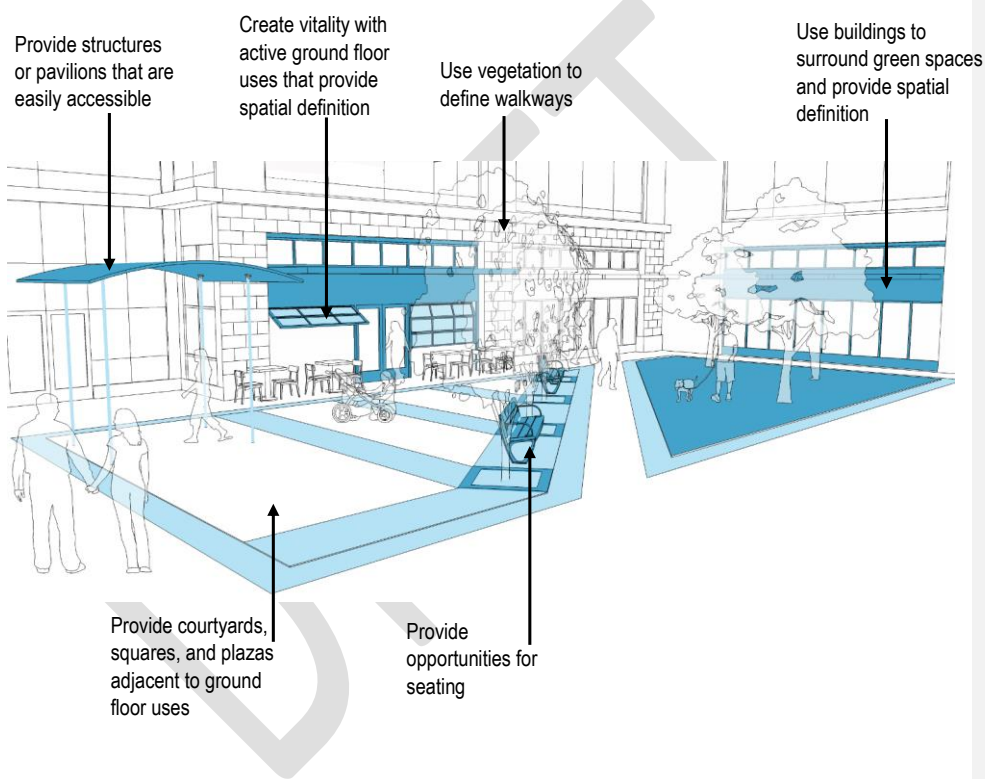 Provide structures
or pavilions that are
easily accessible
Create vitality with
active ground floor
uses that provide
spatial definition
Use vegetation to
define walkways
Use buildings to
surround green spaces
and provide spatial
definition
Provide courtyards,
squares, and plazas
adjacent to ground
floor uses
Provide
opportunities for
seating
DRAFT